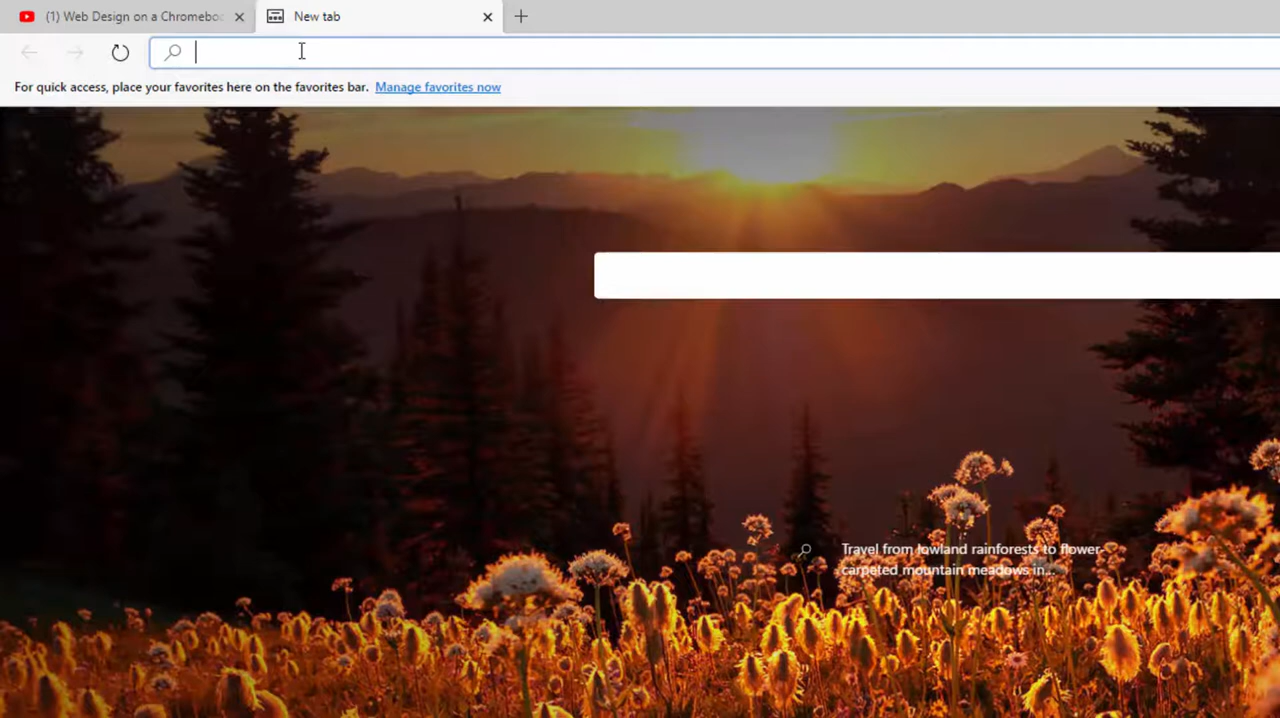 (1) Web Design on a Chromeboo
New tab
For quick access, place your favorites here on the favorites bar. Manage favorites now
Travel from lowland rainforests to flower-
carpeted mountain meadows in...